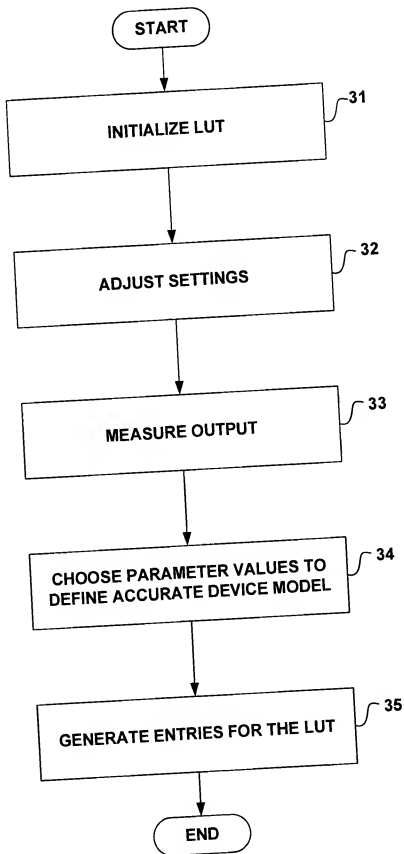 START
31
INITIALIZE LUT
32
ADJUST SETTINGS
33
MEASURE OUTPUT
34
CHOOSE PARAMETER VALUES TO
DEFINE ACCURATE DEVICE MODEL
35
GENERATE ENTRIES FOR THE LUT
END